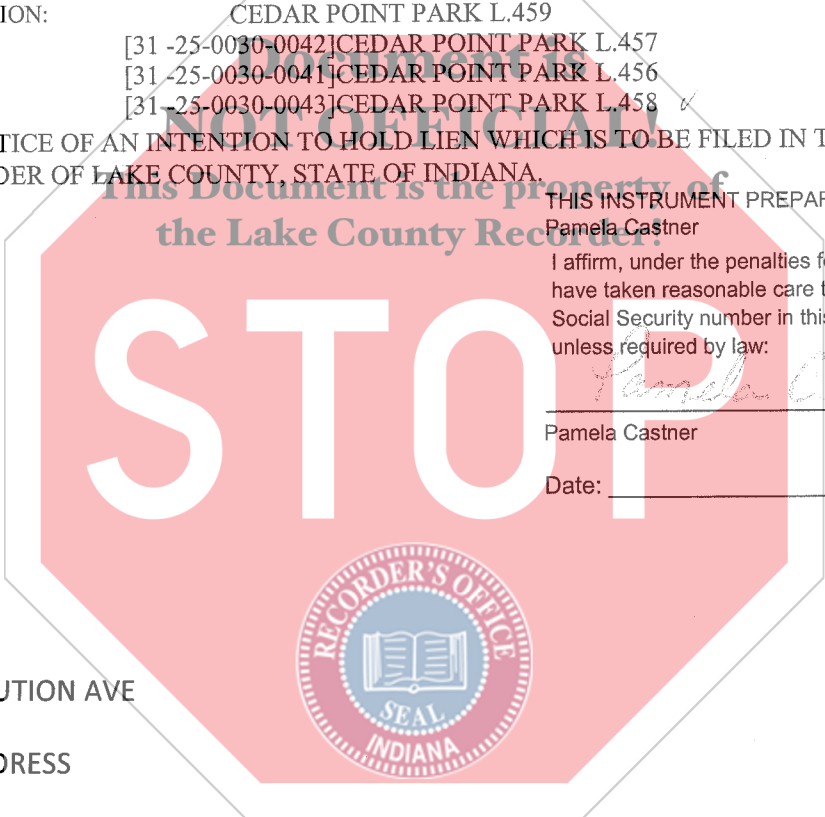 ION: CEDAR POINT PARK L.459
[31 -25-0030-0042]CEDAR POINT PARK L.457
[31 -25-0030-0041]CEDAR POINT PARK L.456
[31 -25-0030-0043]CEDAR POINT PARK L.458
Document is
NOT OFFICIAL!
TICE OF AN INTENTION TO HOLD LIEN WHICH IS TO BE FILED IN T
DER OF LAKE COUNTY, STATE OF INDIANA.
This Document is the property of
the Lake County Recorder!
THIS INSTRUMENT PREPAR
Pamela Castner
I affirm, under the penalties f
have taken reasonable care t
Social Security number in this
unless required by law:
Pamela C
Pamela Castner
Date:
STOP
RECORDER'S OFFICE
SEAL
INDIANA
UTION AVE
DRESS